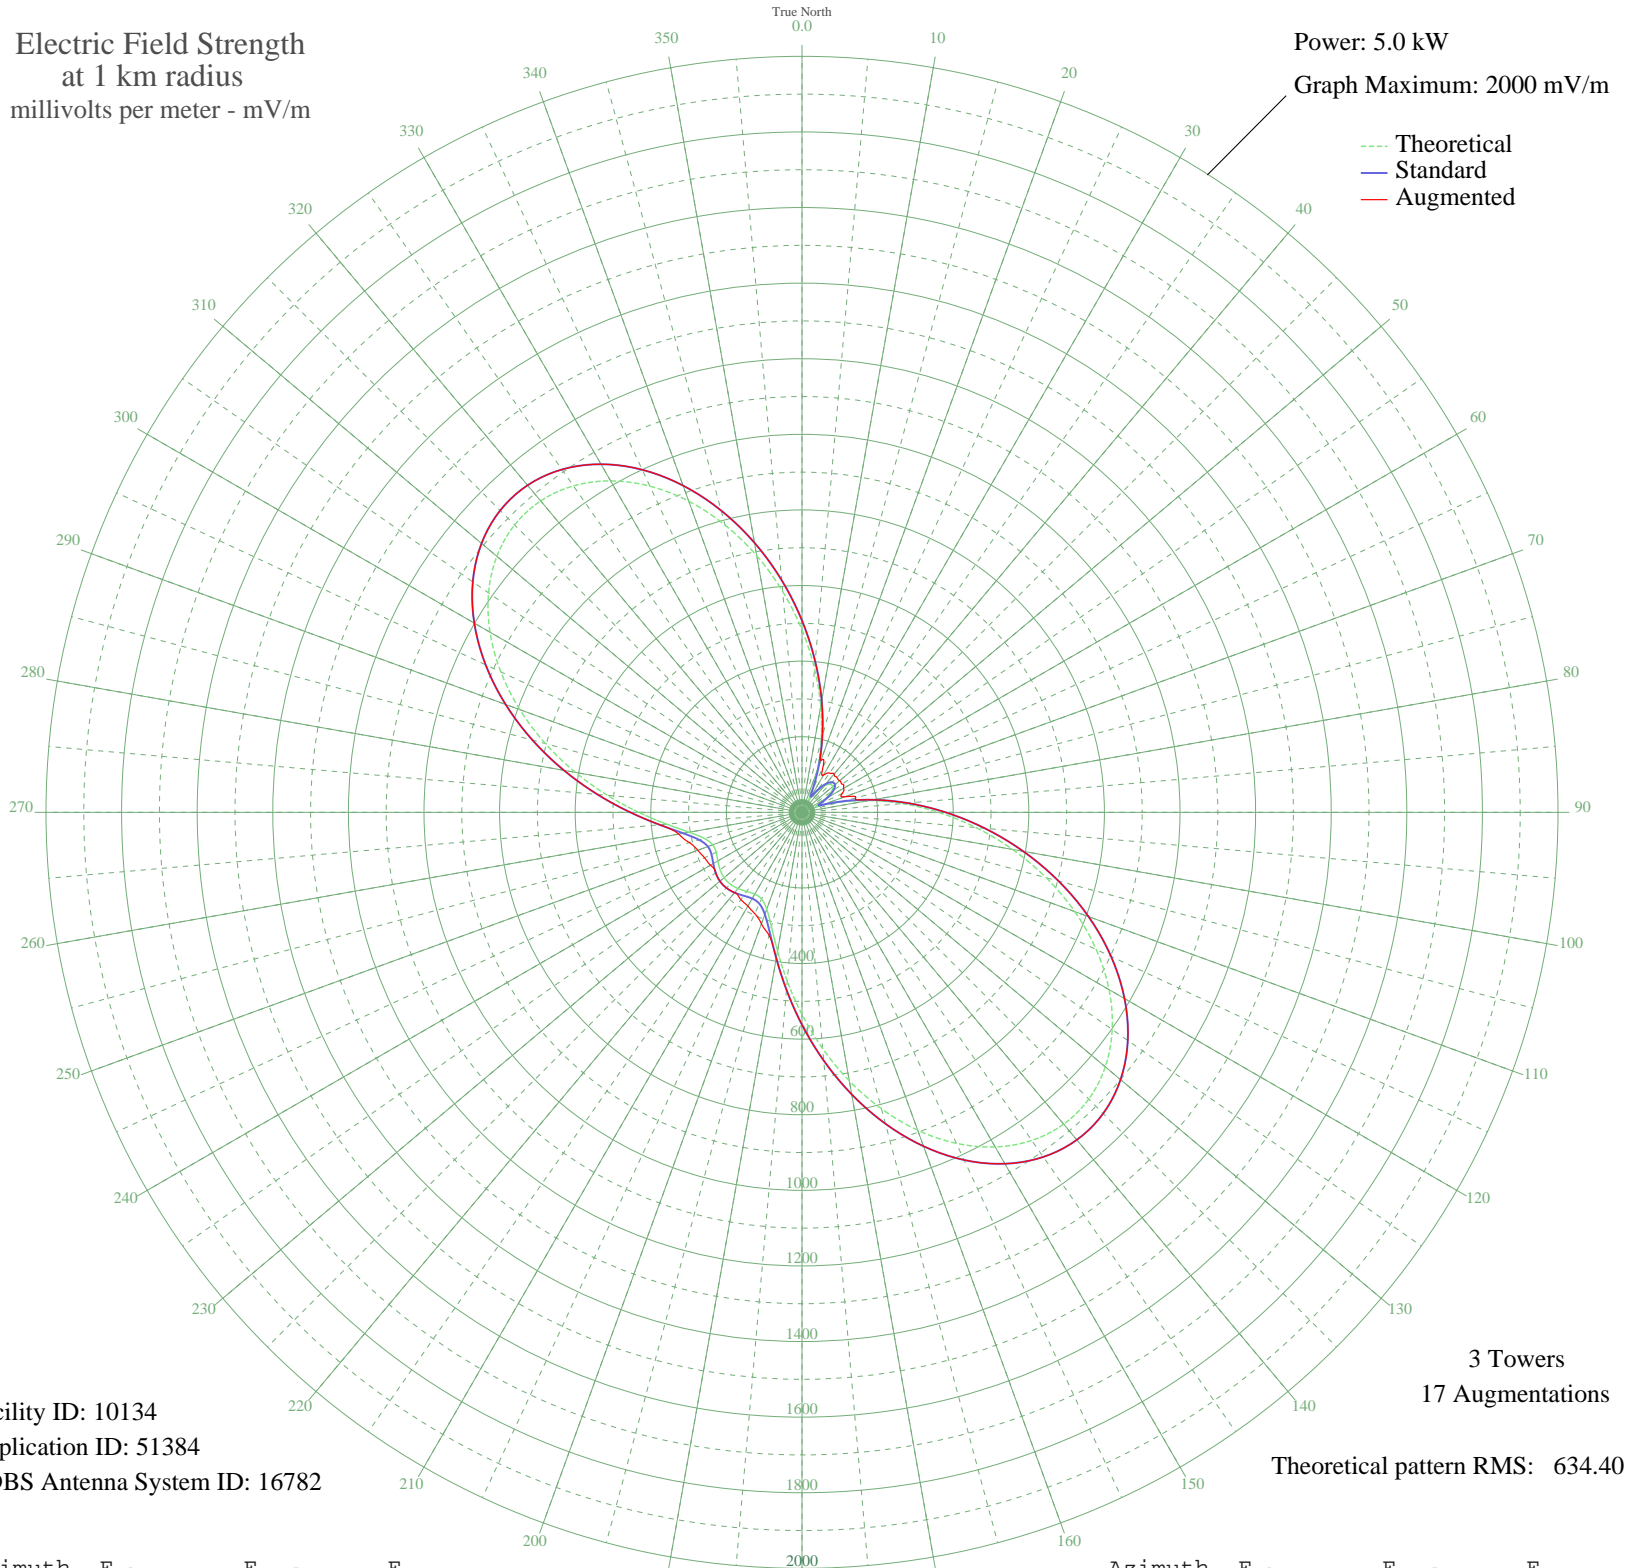 Electric Field Strength
at 1 km radius
millivolts per meter - mV/m
True North
0.0
Power: 5.0 kW
Graph Maximum: 2000 mV/m
Theoretical
Standard
Augmented
10
20
30
40
50
60
70
80
90
100
110
120
130
140
150
160
200
210
220
230
240
250
260
270
280
290
300
310
320
330
340
350
400
600
800
1000
1200
1400
1600
1800
2000
3 Towers
17 Augmentations
Theoretical pattern RMS: 634.40
cility ID: 10134
plication ID: 51384
DBS Antenna System ID: 16782
imuth E E E
Azimuth E E E